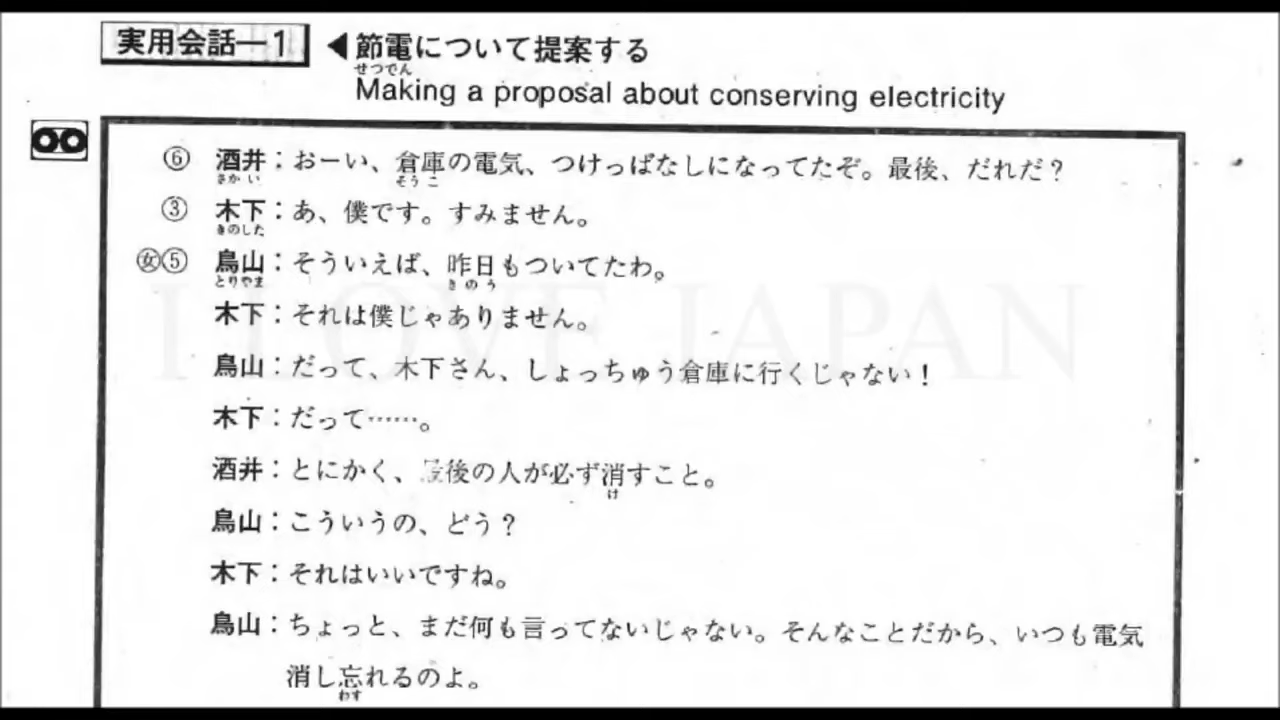 実用会話―1 ◀節電について提案する
せつでん
Making a proposal about conserving electricity
⑥ 酒井：おーい、倉庫の電気、つけっぱなしになってたぞ。最後、だれだ？
さかい そうこ
③ 木下：あ、僕です。すみません。
きのした
女⑤ 鳥山：そういえば、昨日もついてたわ。
とりやま きのう
木下：それは僕じゃありません。
鳥山：だって、木下さん、しょっちゅう倉庫に行くじゃない！
木下：だって……。
酒井：とにかく、最後の人が必ず消すこと。
け
鳥山：こういうの、どう？
木下：それはいいですね。
鳥山：ちょっと、まだ何も言ってないじゃない。そんなことだから、いつも電気
消し忘れるのよ。
わす
I LOVE JAPAN